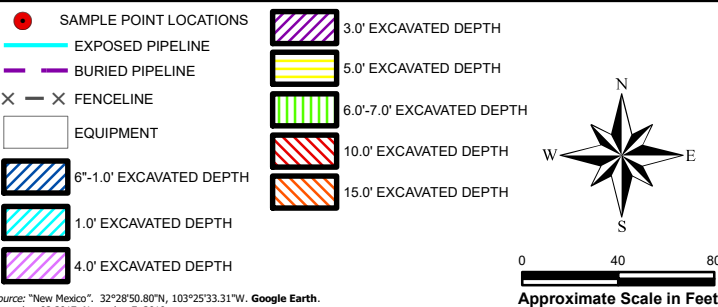 SAMPLE POINT LOCATIONS
EXPOSED PIPELINE
BURIED PIPELINE
FENCELINE
EQUIPMENT
6"-1.0' EXCAVATED DEPTH
1.0' EXCAVATED DEPTH
4.0' EXCAVATED DEPTH
3.0' EXCAVATED DEPTH
5.0' EXCAVATED DEPTH
6.0'-7.0' EXCAVATED DEPTH
10.0' EXCAVATED DEPTH
15.0' EXCAVATED DEPTH
N
W E
S
0 40 80
Approximate Scale in Feet
ource: "New Mexico". 32°28'50.80"N, 103°25'33.31"W. Google Earth.